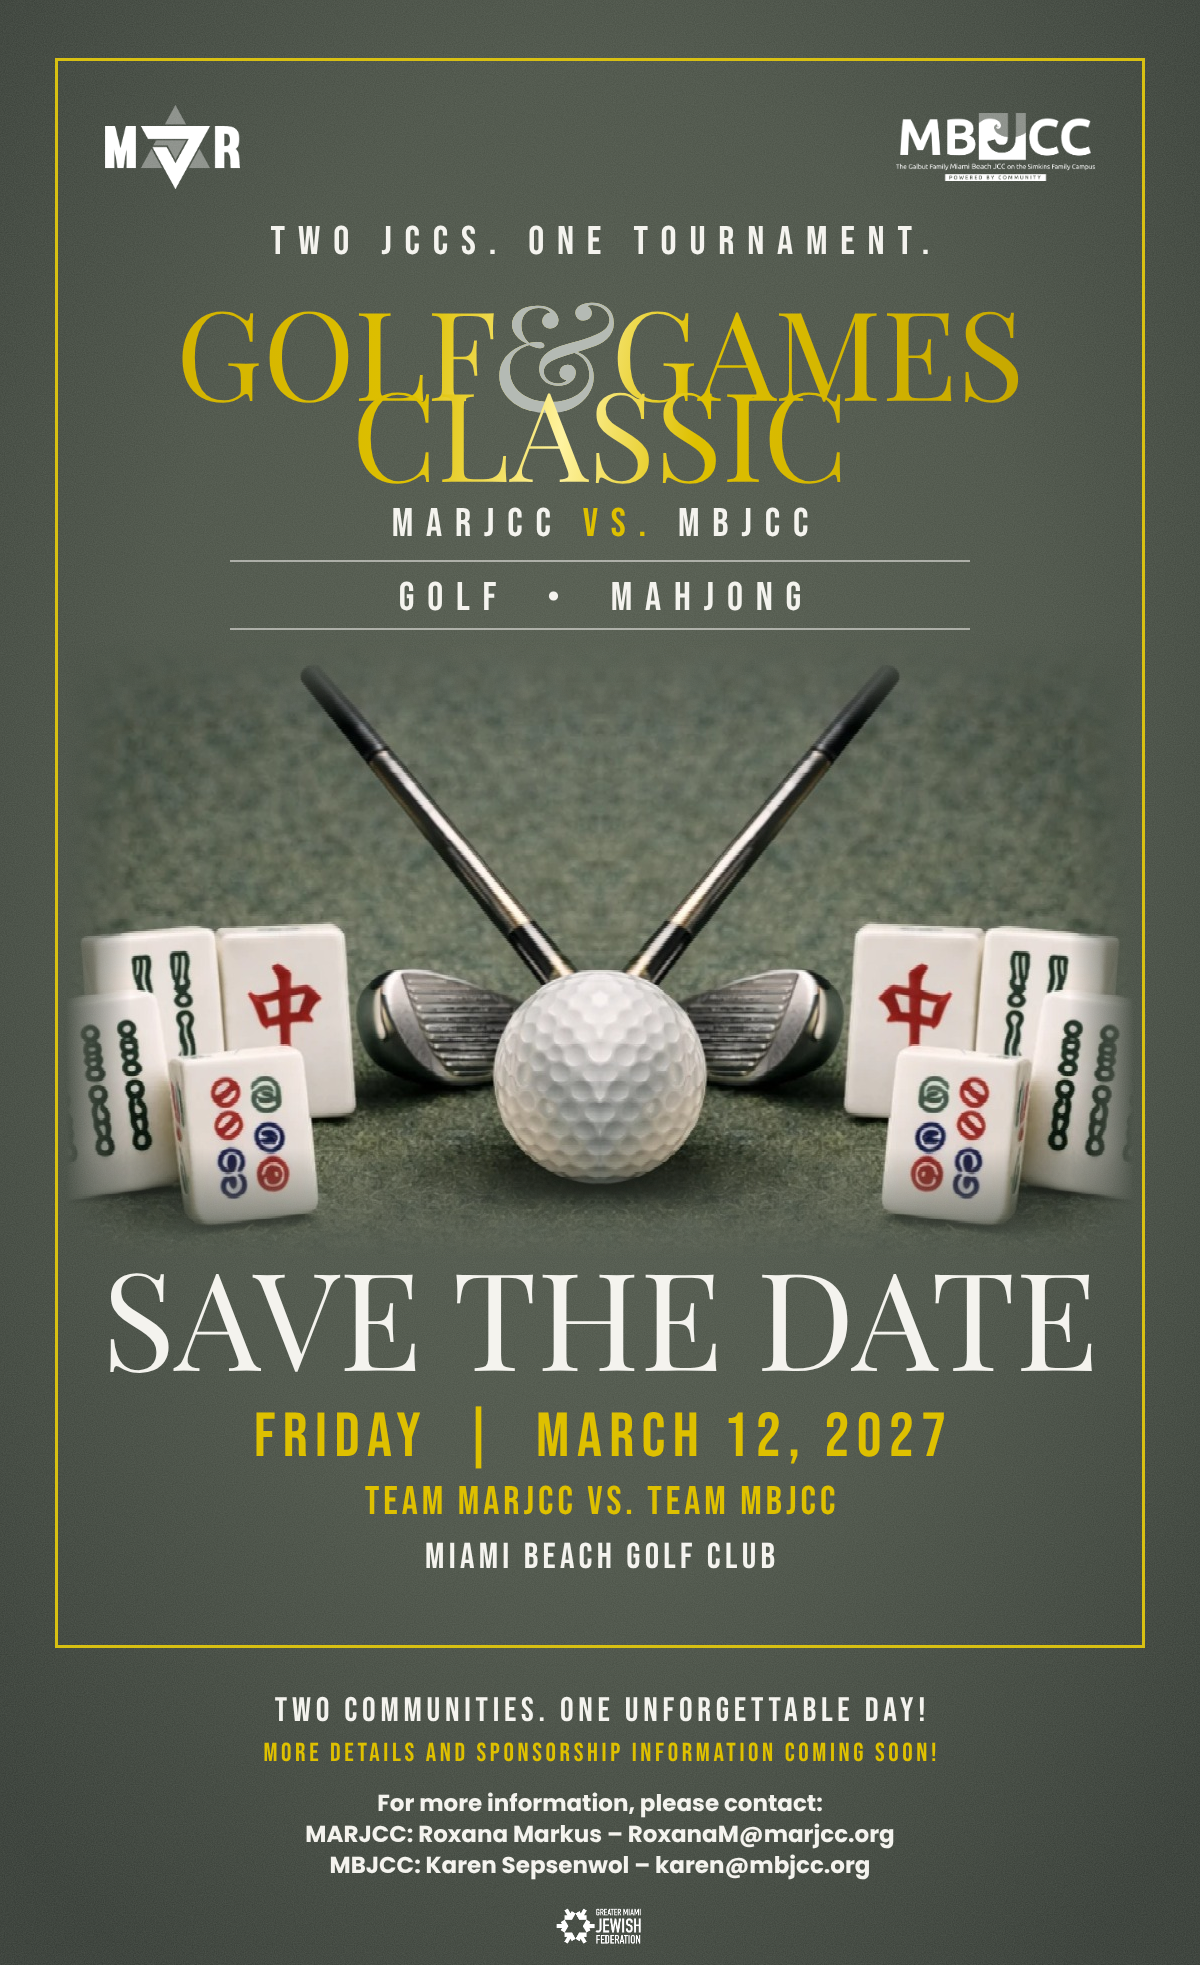 MAR
MBJCC
The Galbut Family Miami Beach JCC on the Simkins Family Campus
POWERED BY COMMUNITY
TWO JCCS. ONE TOURNAMENT.
GOLF & GAMES
CLASSIC
MARJCC VS. MBJCC
GOLF • MAHJONG
中 中
SAVE THE DATE
FRIDAY | MARCH 12, 2027
TEAM MARJCC VS. TEAM MBJCC
MIAMI BEACH GOLF CLUB
TWO COMMUNITIES. ONE UNFORGETTABLE DAY!
MORE DETAILS AND SPONSORSHIP INFORMATION COMING SOON!
For more information, please contact:
MARJCC: Roxana Markus – RoxanaM@marjcc.org
MBJCC: Karen Sepsenwol – karen@mbjcc.org
GREATER MIAMI
JEWISH
FEDERATION